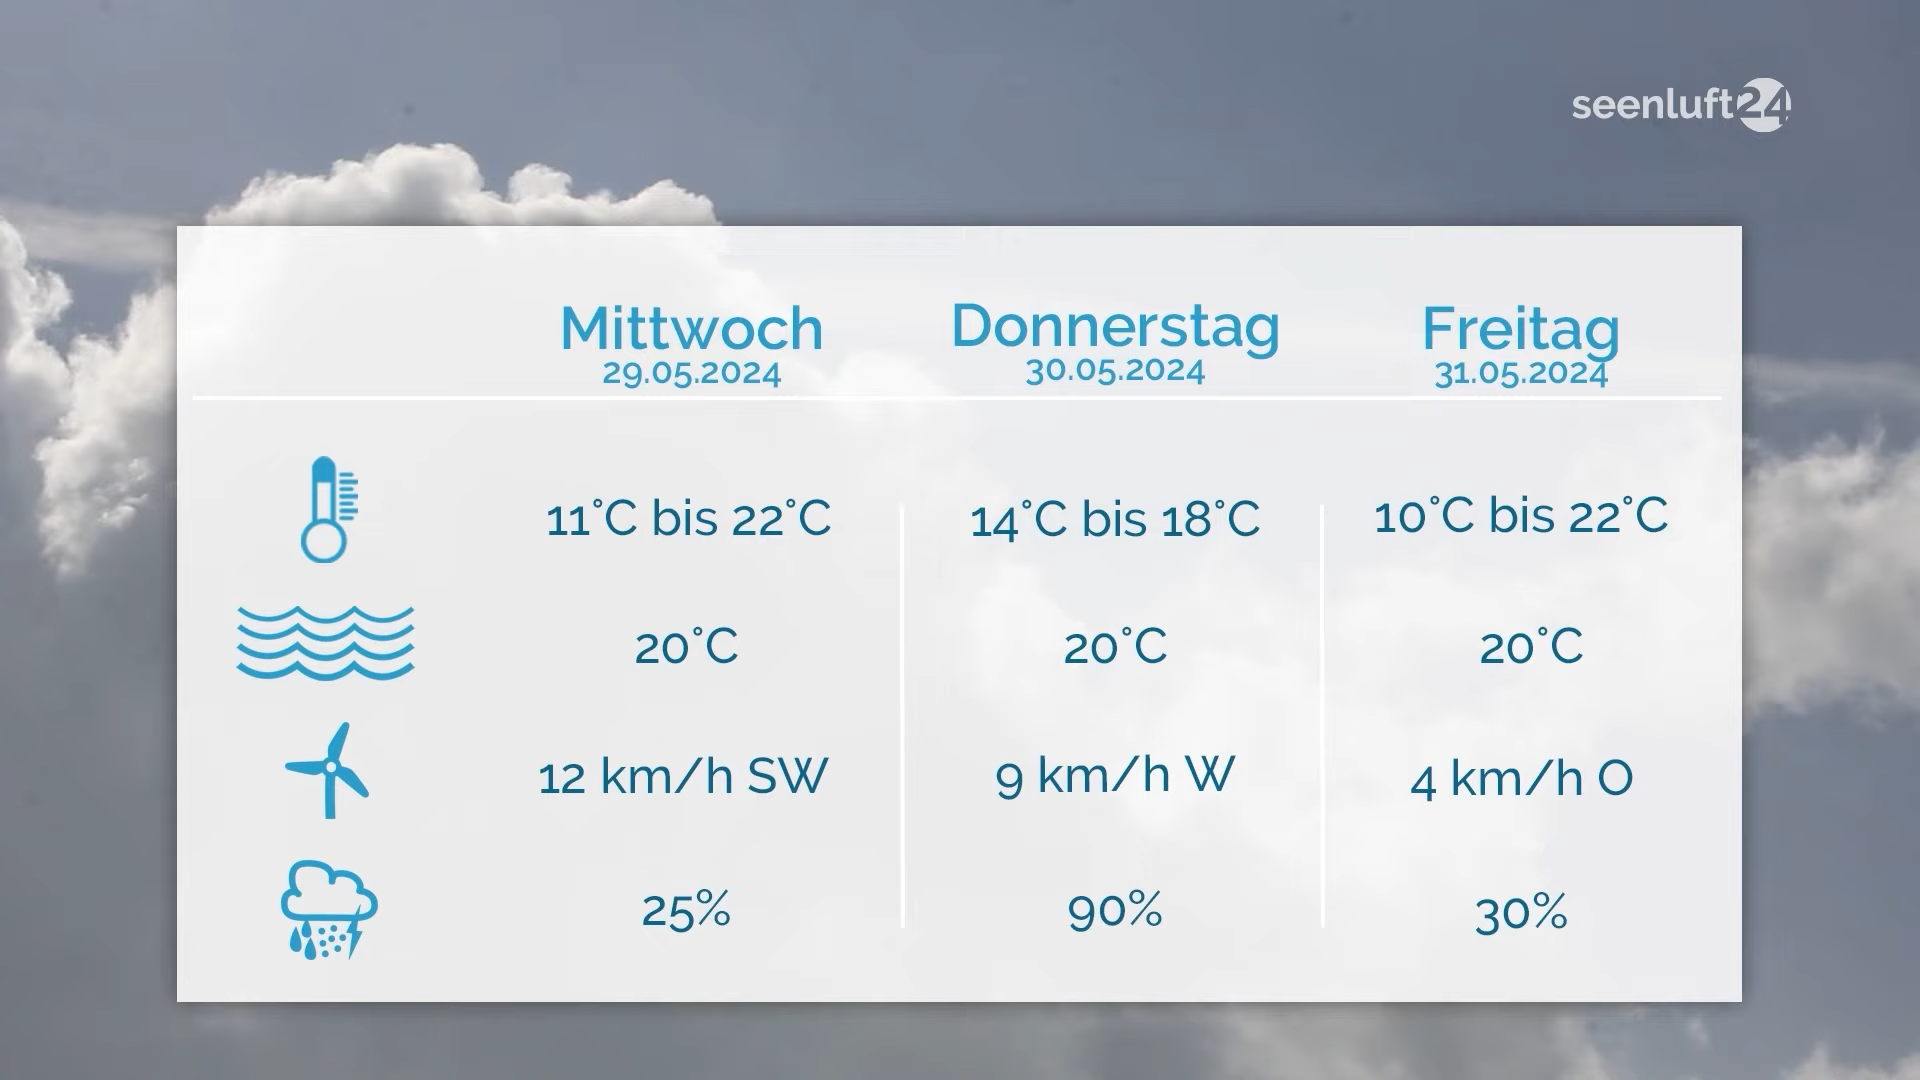 seenluft24
Mittwoch Donnerstag Freitag
29.05.2024 30.05.2024 31.05.2024
11°C bis 22°C 14°C bis 18°C 10°C bis 22°C
20°C 20°C 20°C
12 km/h SW 9 km/h W 4 km/h O
25% 90% 30%